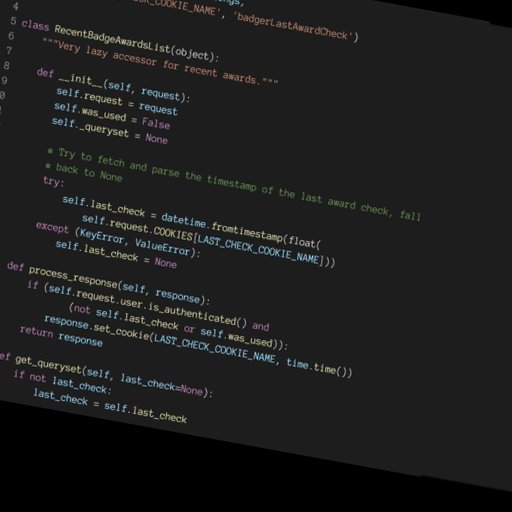 ngs,
CK_COOKIE_NAME', 'badgerLastAwardCheck')
4
5 class RecentBadgeAwardsList(object):
6 """Very lazy accessor for recent awards."""
7
8 def __init__(self, request):
9 self.request = request
0 self.was_used = False
self._queryset = None
# Try to fetch and parse the timestamp of the last award check, fall
# back to None
try:
self.last_check = datetime.fromtimestamp(float(
self.request.COOKIES[LAST_CHECK_COOKIE_NAME]))
except (KeyError, ValueError):
self.last_check = None
def process_response(self, response):
if (self.request.user.is_authenticated() and
(not self.last_check or self.was_used)):
response.set_cookie(LAST_CHECK_COOKIE_NAME, time.time())
return response
ef get_queryset(self, last_check=None):
if not last_check:
last_check = self.last_check